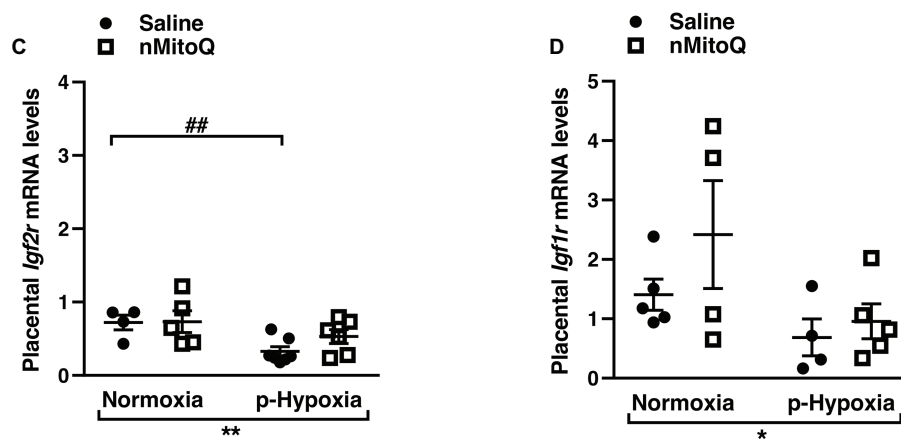 C
Saline
nMitoQ
Placental Igf2r mRNA levels
4
3
2
1
0
##
Normoxia
p-Hypoxia
**
D
Saline
nMitoQ
Placental Igf1r mRNA levels
5
4
3
2
1
0
Normoxia
p-Hypoxia
*